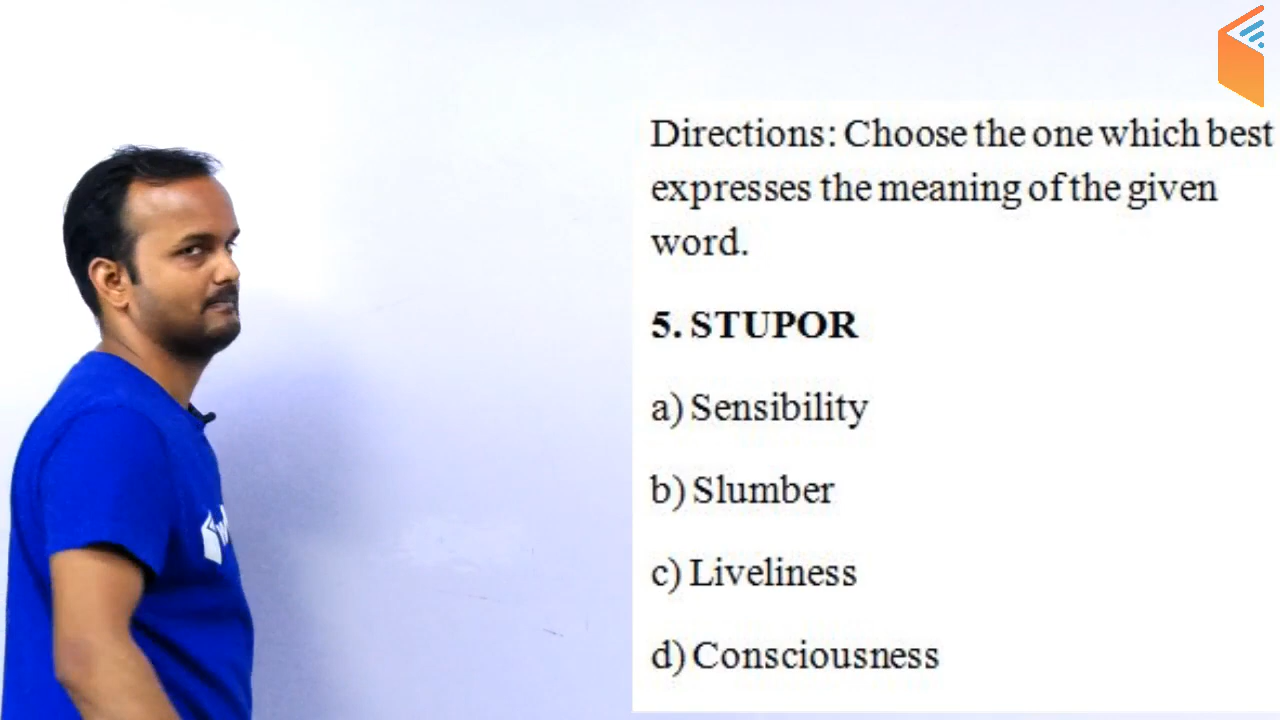 Directions: Choose the one which best
expresses the meaning of the given
word.
5. STUPOR
a) Sensibility
b) Slumber
c) Liveliness
d) Consciousness